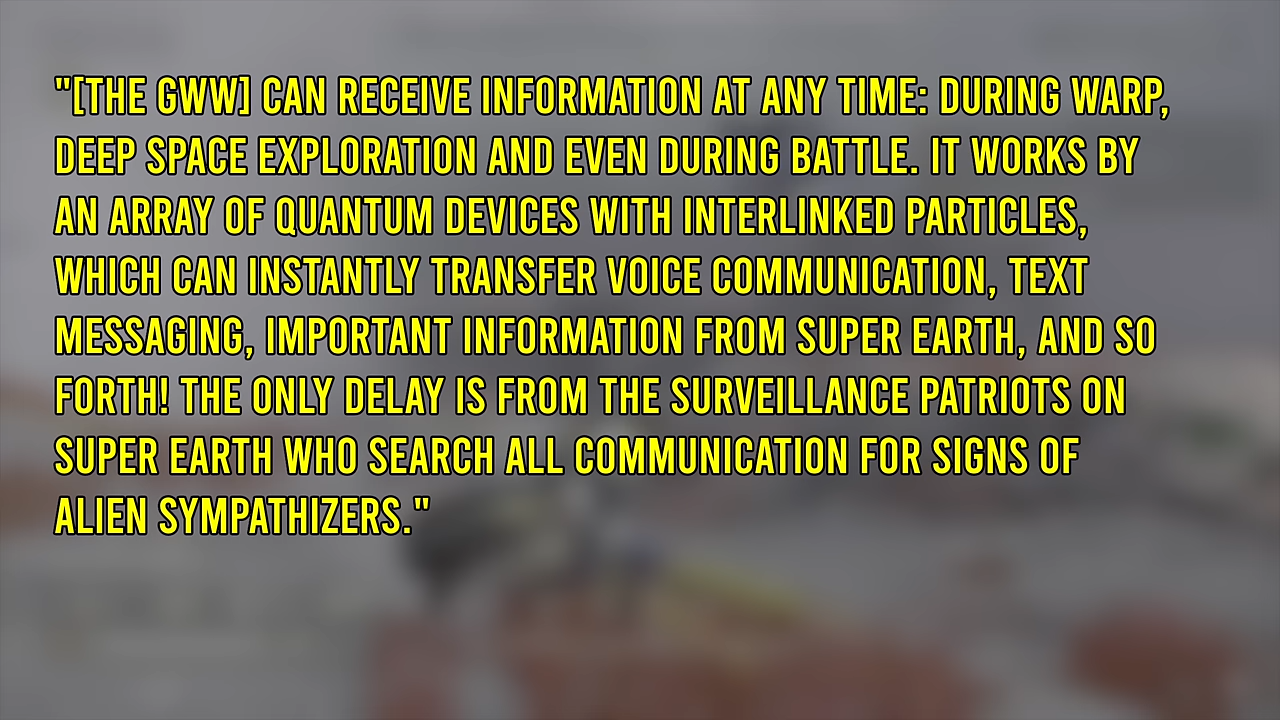 "[THE GWW] CAN RECEIVE INFORMATION AT ANY TIME: DURING WARP,
DEEP SPACE EXPLORATION AND EVEN DURING BATTLE. IT WORKS BY
AN ARRAY OF QUANTUM DEVICES WITH INTERLINKED PARTICLES,
WHICH CAN INSTANTLY TRANSFER VOICE COMMUNICATION, TEXT
MESSAGING, IMPORTANT INFORMATION FROM SUPER EARTH, AND SO
FORTH! THE ONLY DELAY IS FROM THE SURVEILLANCE PATRIOTS ON
SUPER EARTH WHO SEARCH ALL COMMUNICATION FOR SIGNS OF
ALIEN SYMPATHIZERS."